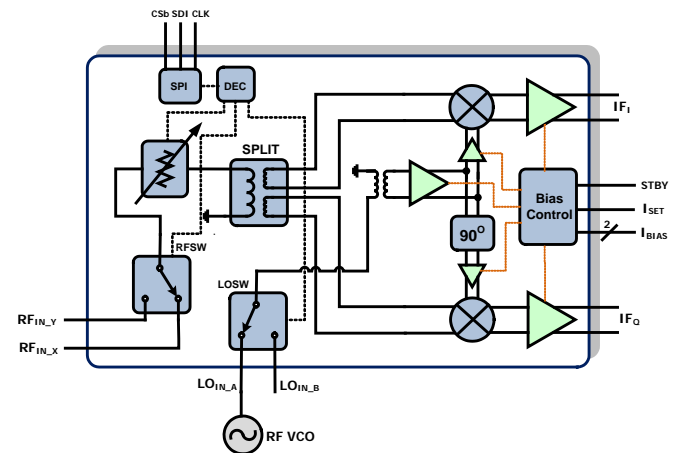 CSb SDI CLK
SPI
DEC
SPLIT
RFSW
LOSW
RFIN_Y
RFIN_X
LOIN_A
LOIN_B
RF VCO
90O
Bias
Control
IFI
STBY
ISET
2
IBIAS
IFQ